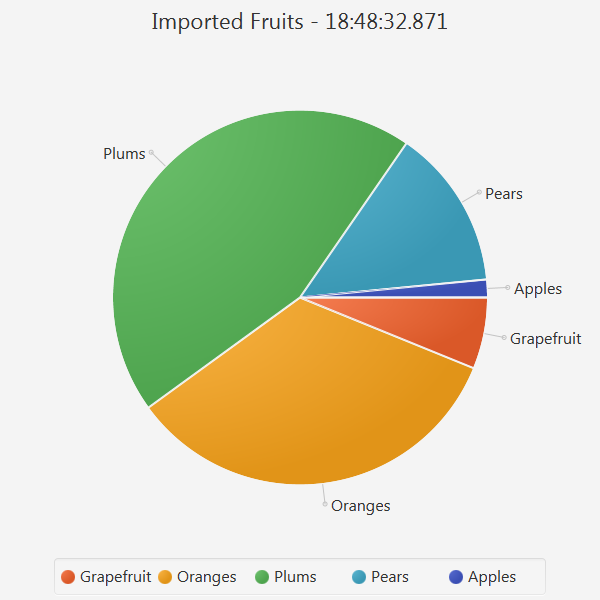 Imported Fruits - 18:48:32.871
Plums
Pears
Apples
Grapefruit
Oranges
Grapefruit Oranges Plums Pears Apples